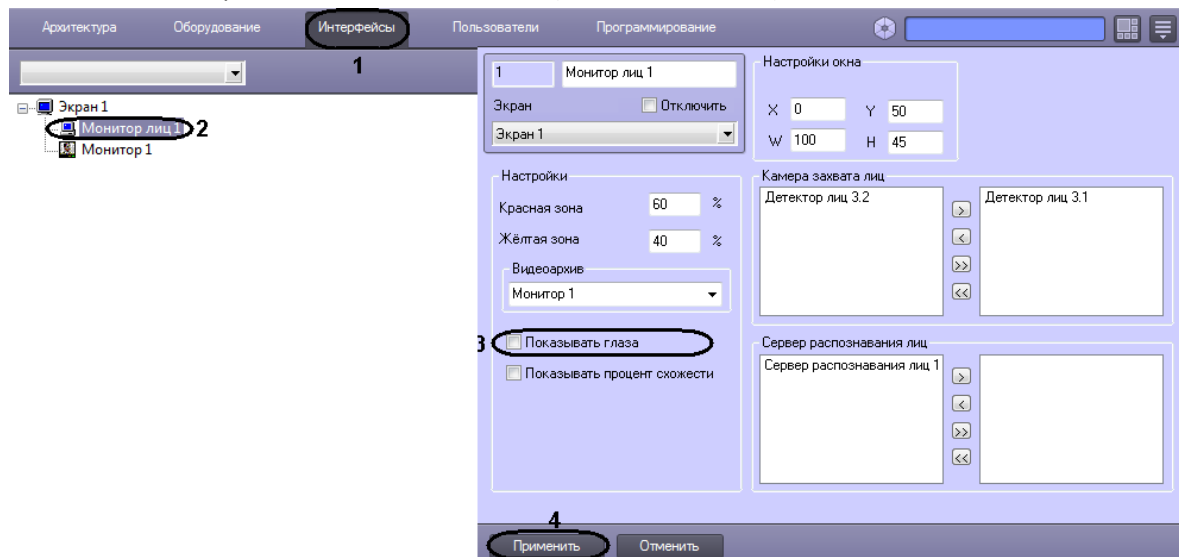 Архитектура Оборудование Интерфейсы Пользователи Программирование
1
Экран 1
Монитор лиц 1 2
Монитор 1
1 Монитор лиц 1
Экран Отключить
Экран 1
Настройки окна
X 0 Y 50
W 100 H 45
Настройки
Красная зона 60 %
Жёлтая зона 40 %
Видеоархив
Монитор 1
3 Показывать глаза
Показывать процент схожести
Камера захвата лиц
Детектор лиц 3.2 > Детектор лиц 3.1
<
>>
<<
Сервер распознавания лиц
Сервер распознавания лиц 1 >
<
>>
<<
4
Применить Отменить